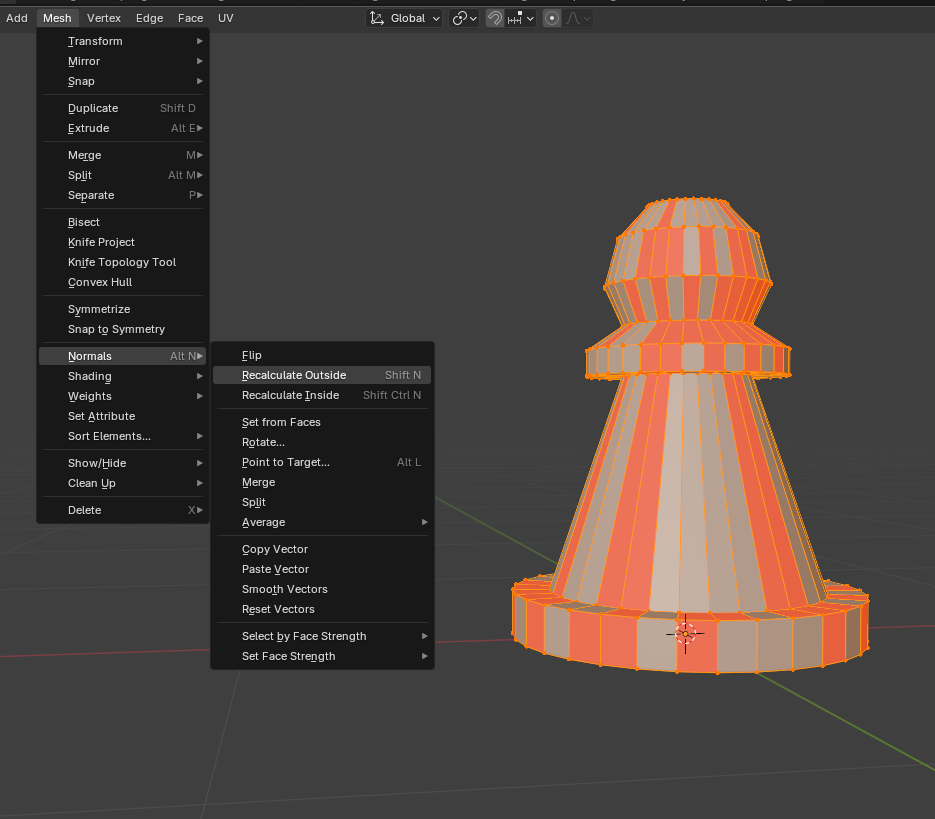 Add Mesh Vertex Edge Face UV Global
Transform
Mirror
Snap
Duplicate Shift D
Extrude Alt E
Merge M
Split Alt M
Separate P
Bisect
Knife Project
Knife Topology Tool
Convex Hull
Symmetrize
Snap to Symmetry
Normals Alt N
Shading
Weights
Set Attribute
Sort Elements...
Show/Hide
Clean Up
Delete X
Flip
Recalculate Outside Shift N
Recalculate Inside Shift Ctrl N
Set from Faces
Rotate...
Point to Target... Alt L
Merge
Split
Average
Copy Vector
Paste Vector
Smooth Vectors
Reset Vectors
Select by Face Strength
Set Face Strength